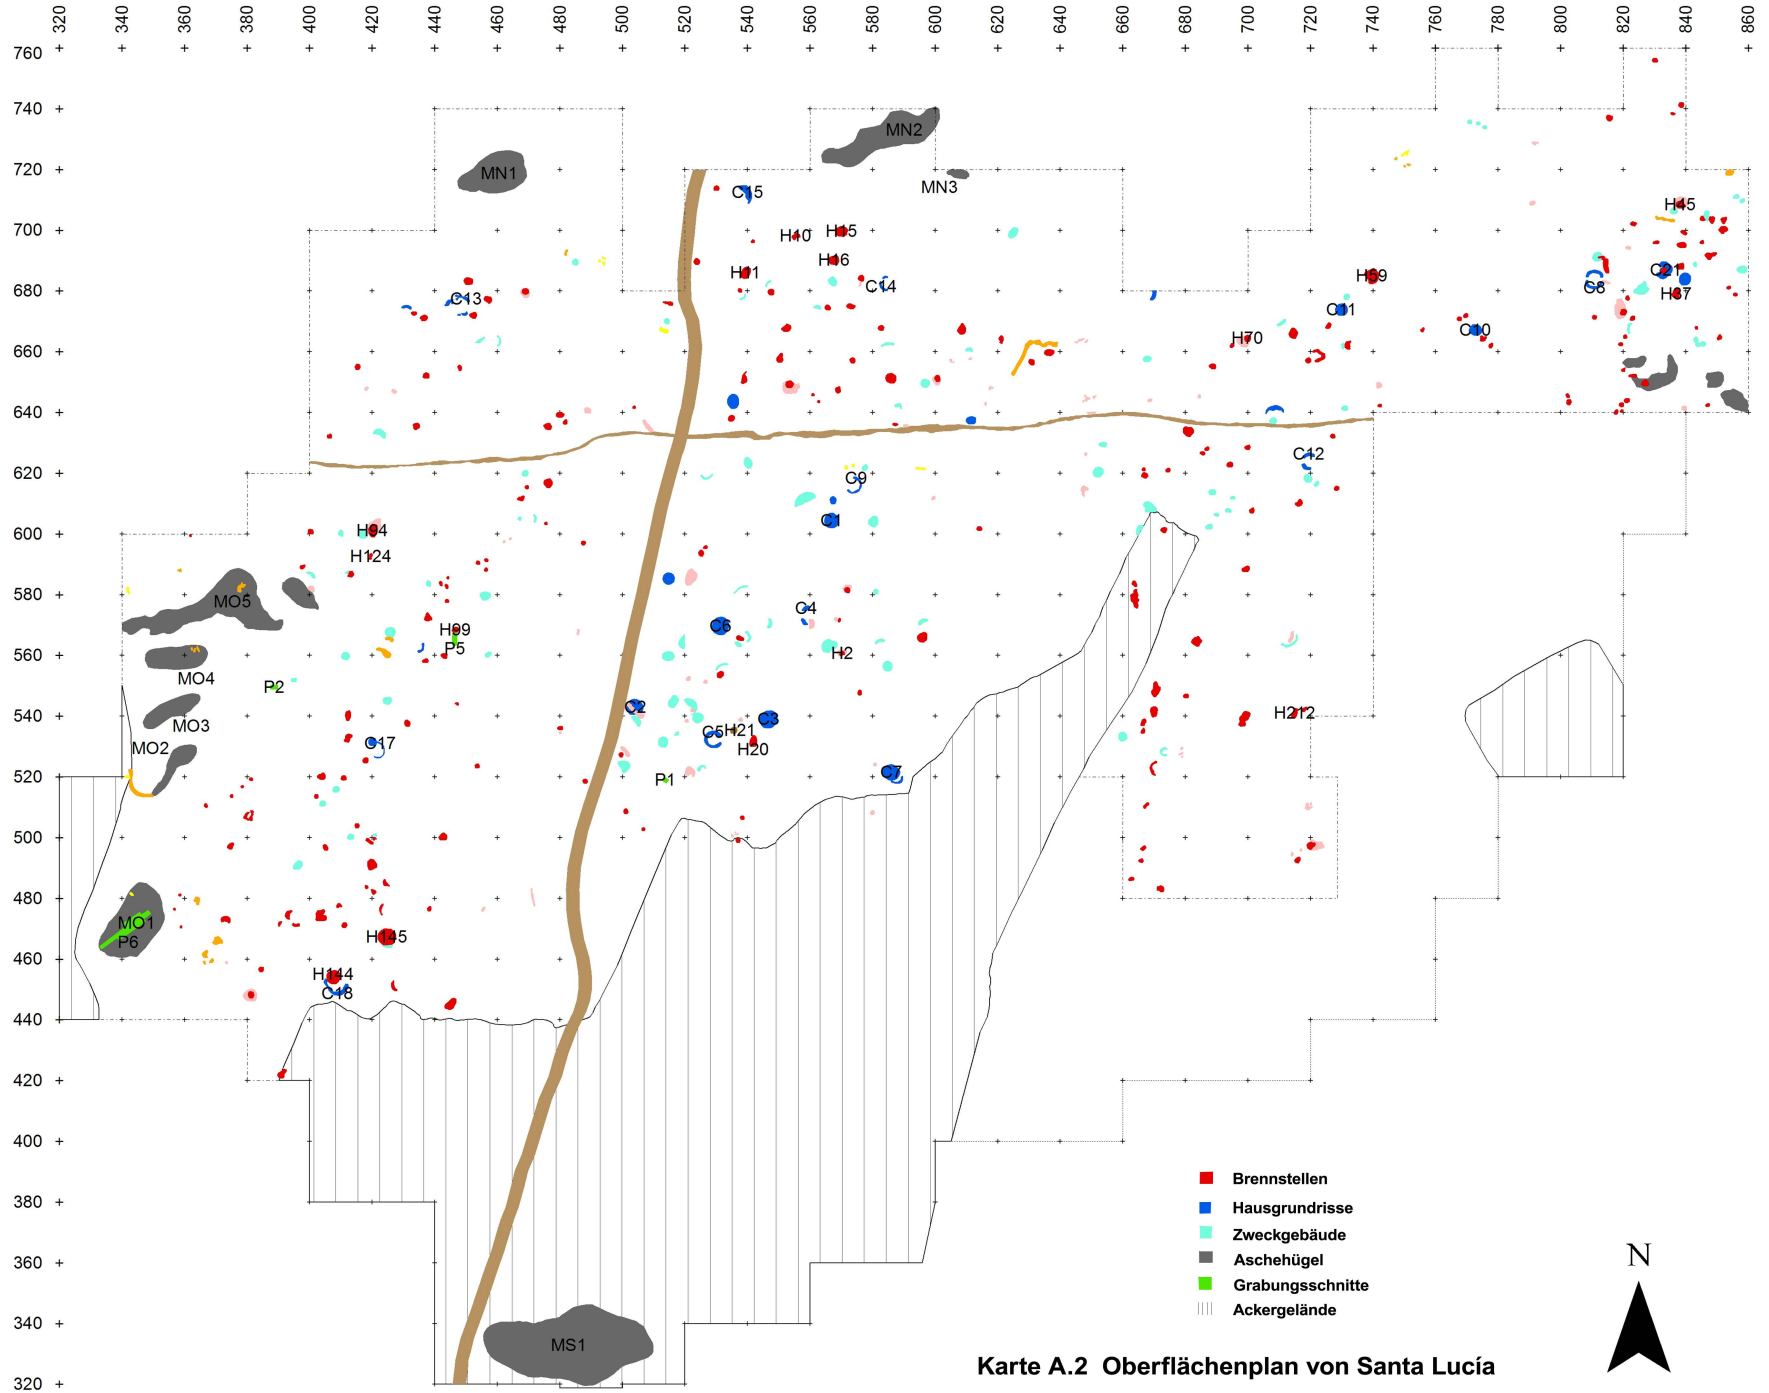 320 340 360 380 400 420 440 460 480 500 520 540 560 580 600 620 640 660 680 700 720 740 760 780 800 820 840 860
760
740
MN2
720
MN1
MN3
C15
H45
700
H10 H15
H16
H11
H59
C21
C14
C8
H37
680
C13
C11
C10
H70
660
640
C12
620
C9
C1
600
H94
H124
580
MO5
C4
C6
H99
P5
560
H2
MO4
P2
540
C2
C3
H212
MO3
C5 H21
H20
MO2
C17
520
C7
P1
500
480
MO1
P6
H145
460
H144
C18
440
420
400
380
360
340
320
MS1
Brennstellen
Hausgrundrisse
Zweckgebäude
Aschehügel
Grabungsschnitte
Ackergelände
N
Karte A.2 Oberflächenplan von Santa Lucía